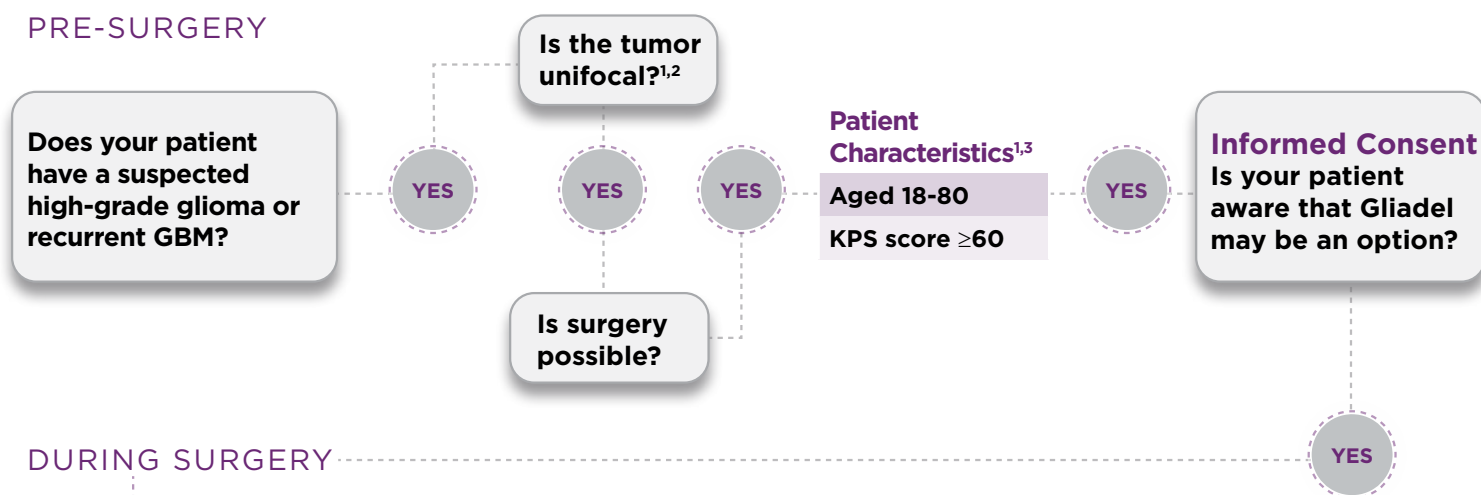 PRE-SURGERY
Does your patient
have a suspected
high-grade glioma or
recurrent GBM?
YES
Is the tumor
unifocal?1,2
YES
Is surgery
possible?
YES
Patient
Characteristics1,3
Aged 18-80
KPS score ≥60
YES
Informed Consent
Is your patient
aware that Gliadel
may be an option?
YES
DURING SURGERY